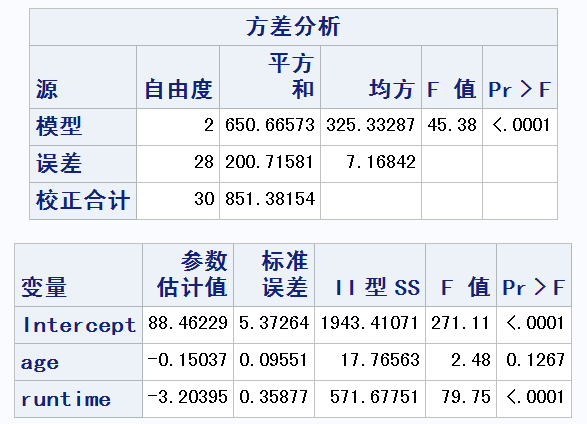 方差分析
源 自由度 平方和 均方 F 值 Pr > F
模型 2 650.66573 325.33287 45.38 <.0001
误差 28 200.71581 7.16842
校正合计 30 851.38154
变量 参数估计值 标准误差 II 型 SS F 值 Pr > F
Intercept 88.46229 5.37264 1943.41071 271.11 <.0001
age -0.15037 0.09551 17.76563 2.48 0.1267
runtime -3.20395 0.35877 571.67751 79.75 <.0001